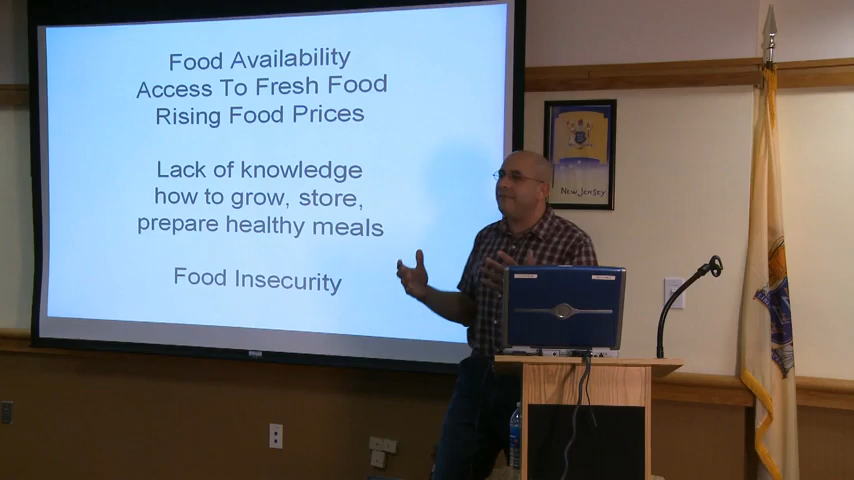 Food Availability
Access To Fresh Food
Rising Food Prices
Lack of knowledge
how to grow, store,
prepare healthy meals
Food Insecurity
NEW JERSEY